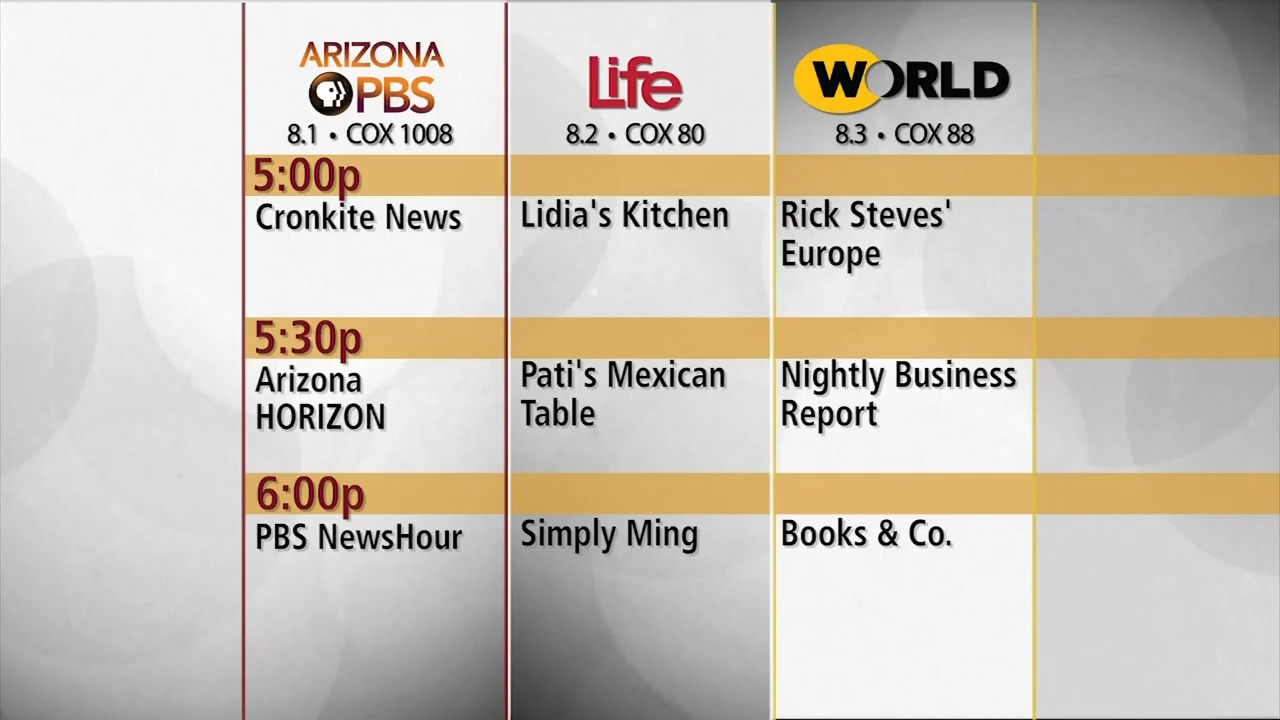 ARIZONA
PBS
8.1 • COX 1008
Life
8.2 • COX 80
WORLD
8.3 • COX 88
5:00p
Cronkite News
Lidia's Kitchen
Rick Steves'
Europe
5:30p
Arizona
HORIZON
Pati's Mexican
Table
Nightly Business
Report
6:00p
PBS NewsHour
Simply Ming
Books & Co.